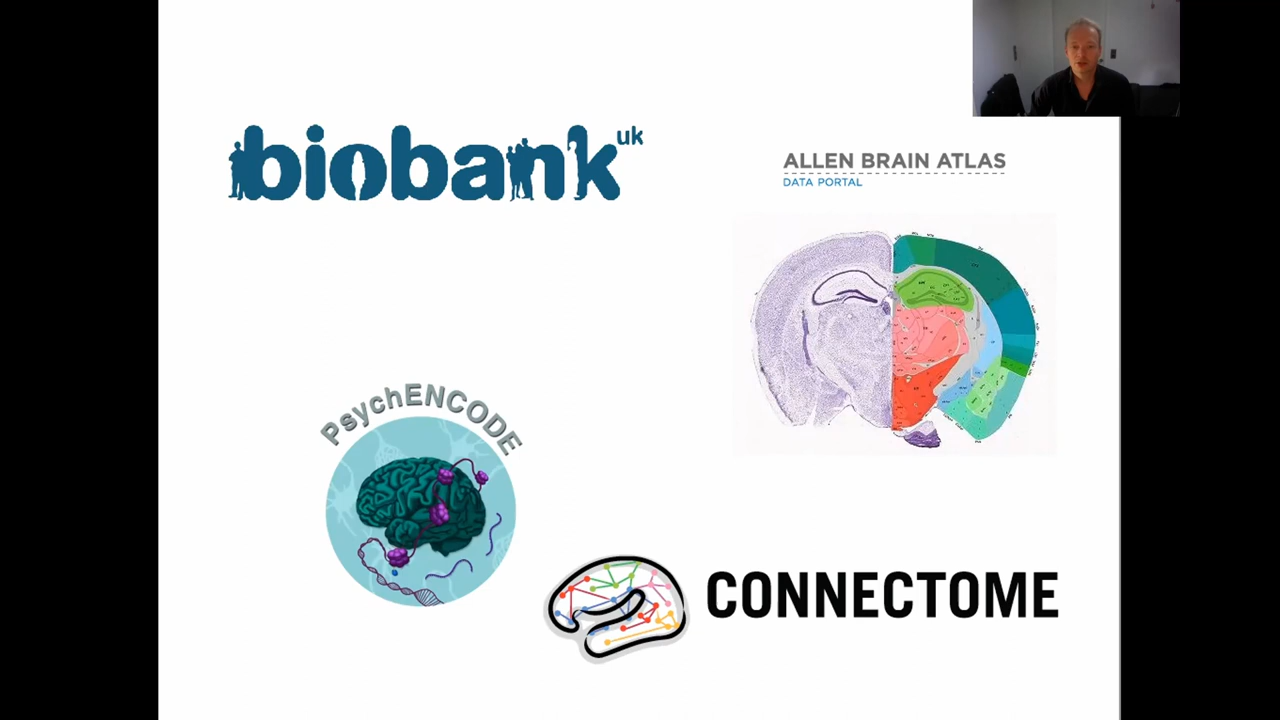 biobank uk
ALLEN BRAIN ATLAS
DATA PORTAL
PsychENCODE
CONNECTOME